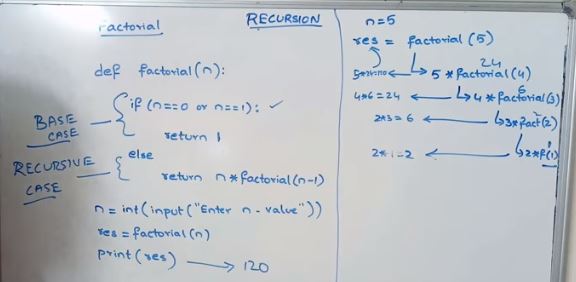 Factorial
RECURSION
def factorial(n):
if (n==0 or n==1): ✓
return 1
BASE
CASE
else
return n*factorial(n-1)
RECURSIVE
CASE
n = int(input("Enter n-value"))
res = factorial(n)
print(res) → 120
n=5
res = factorial(5)
24
5*24=120 ← 5 * factorial(4)
6
4*6=24 ← 4 * factorial(3)
2
2*3=6 ← 3*fact(2)
1
2*1=2 ← 2*f(1)